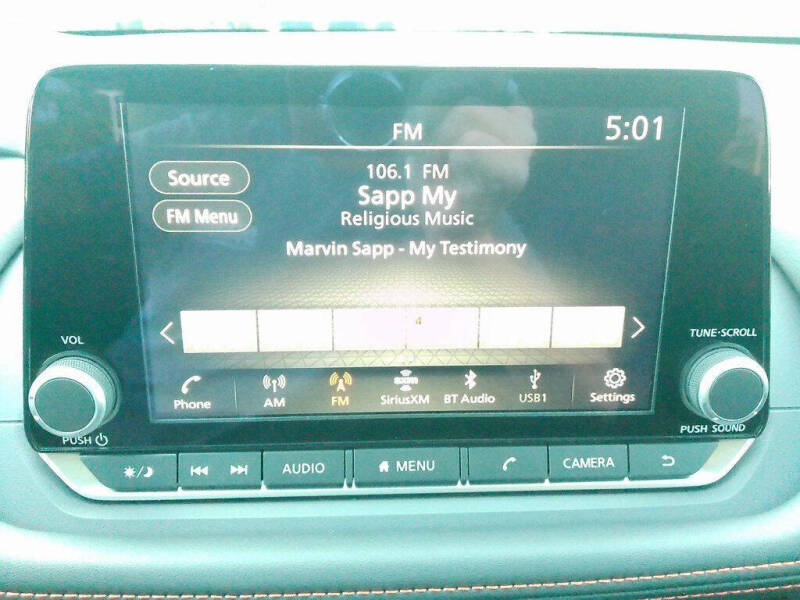 FM
5:01
Source
FM Menu
106.1 FM
Sapp My
Religious Music
Marvin Sapp - My Testimony
4
VOL
TUNE·SCROLL
Phone
AM
FM
SiriusXM
BT Audio
USB1
Settings
PUSH
PUSH SOUND
AUDIO
MENU
CAMERA